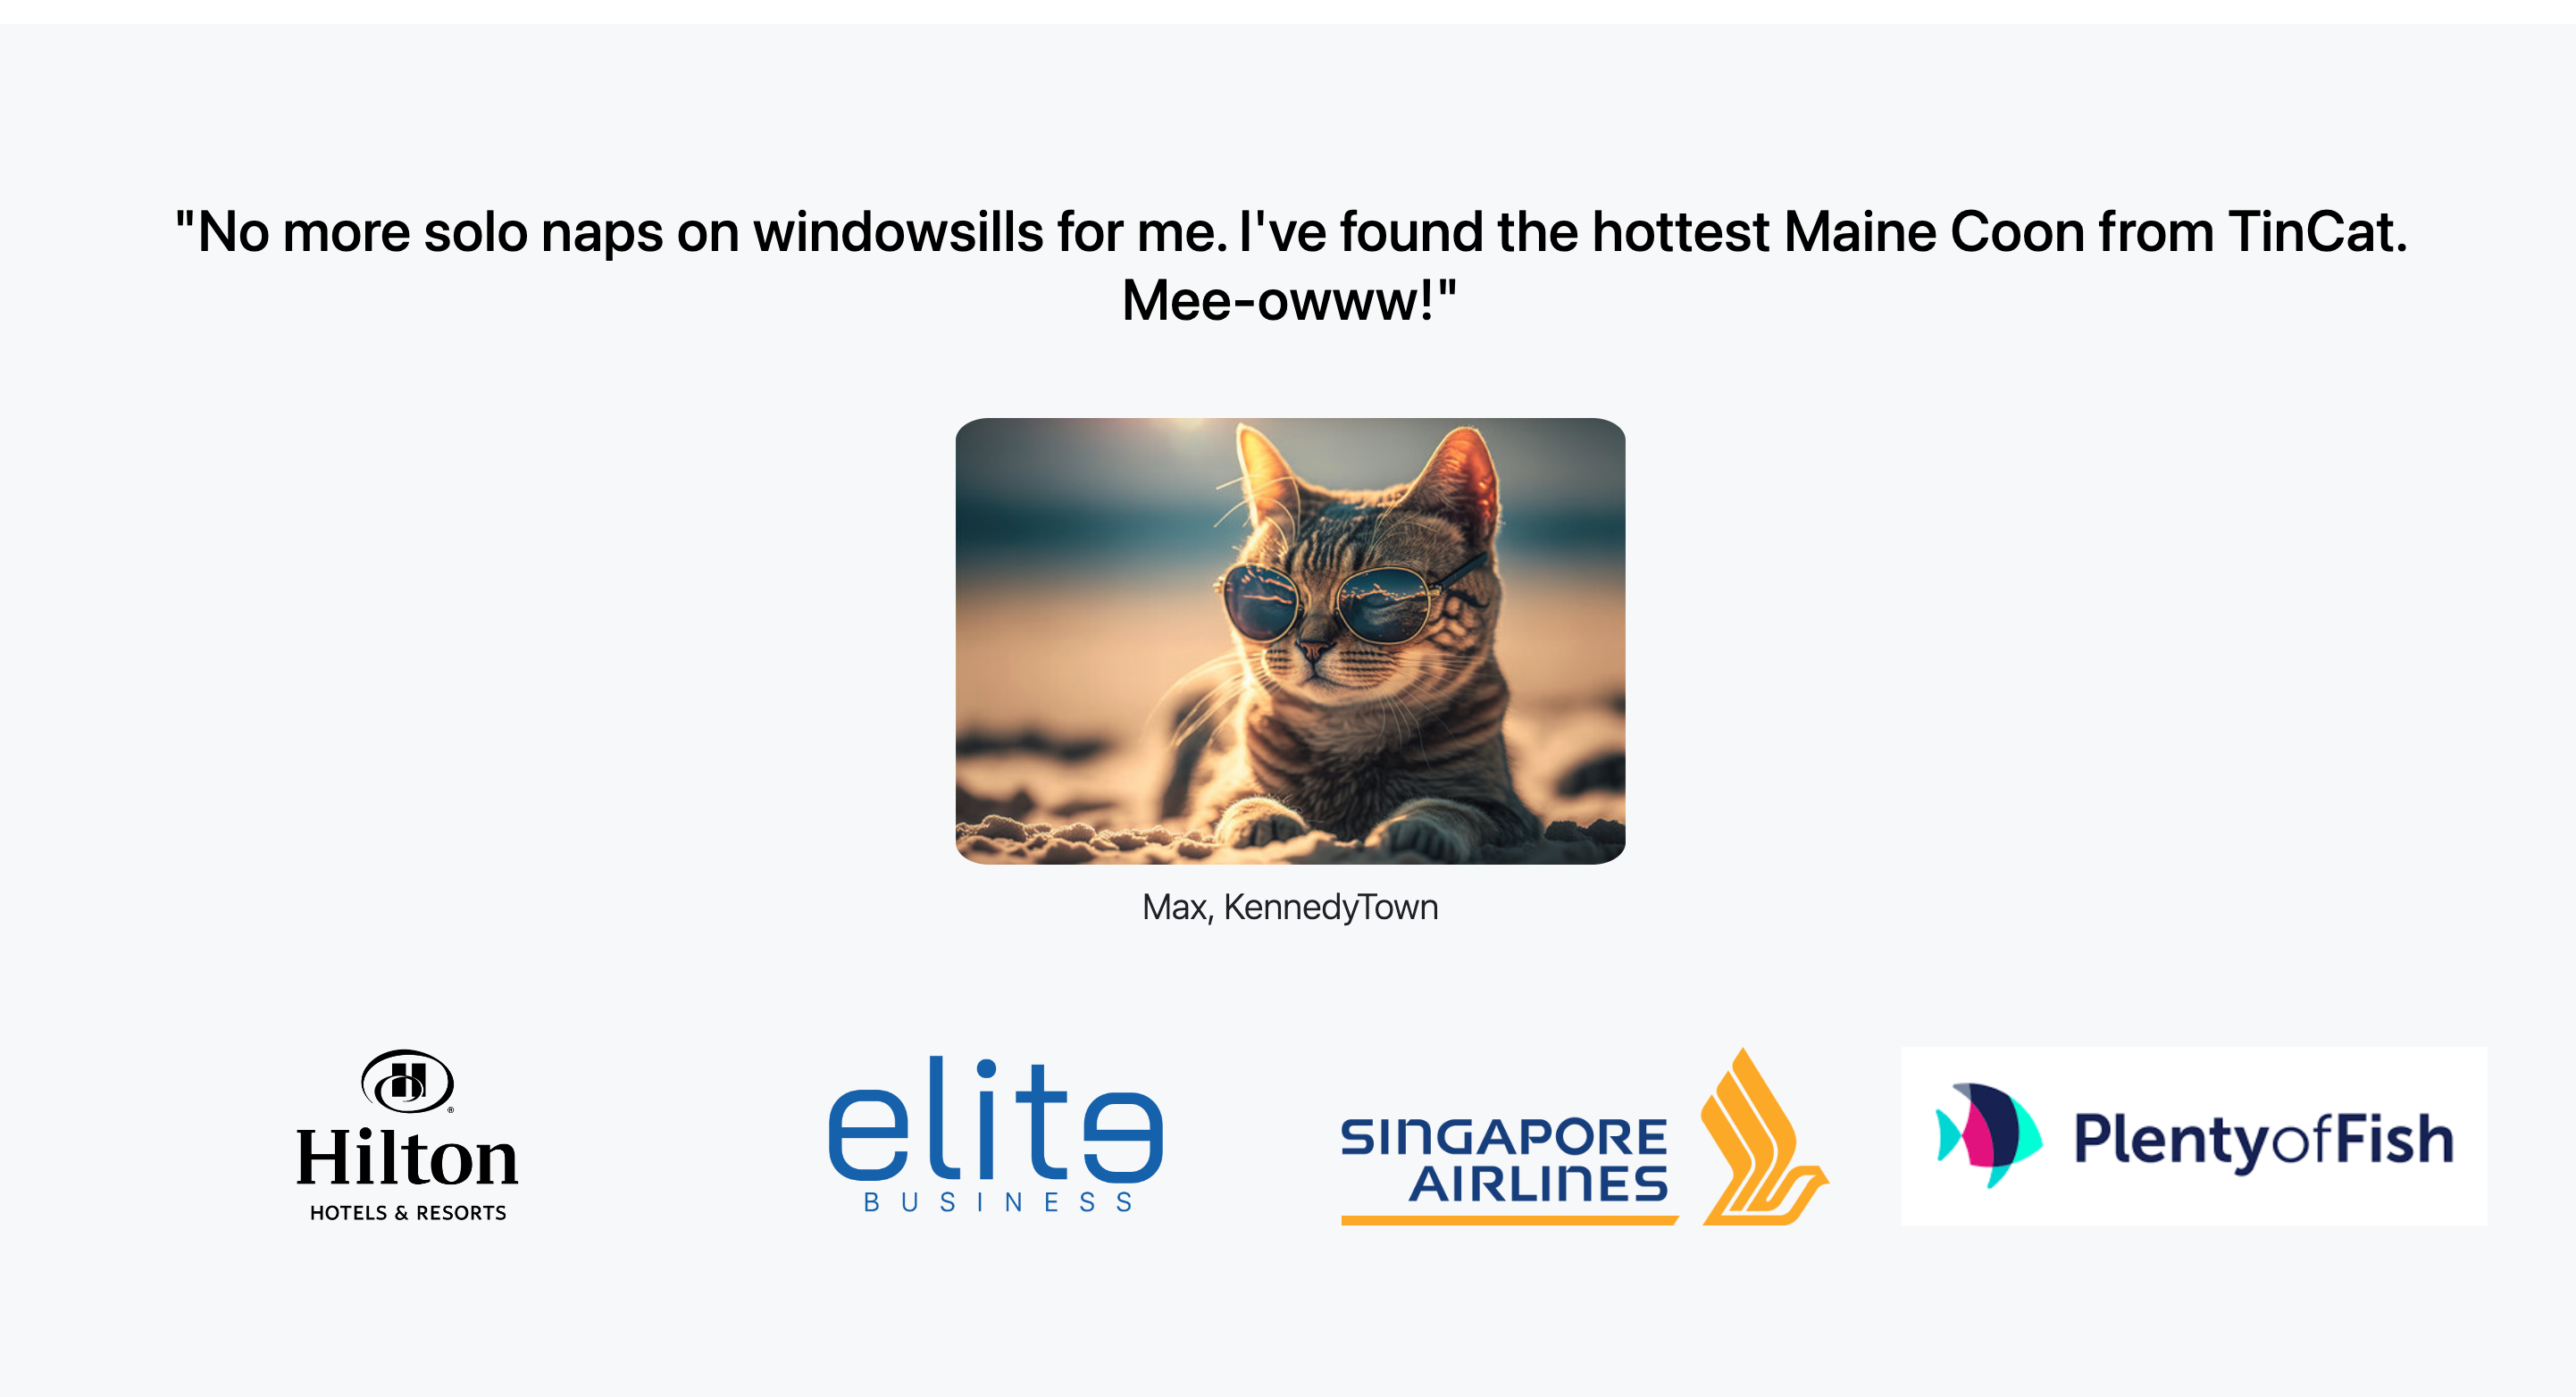 "No more solo naps on windowsills for me. I've found the hottest Maine Coon from TinCat.
Mee-owww!"
Max, KennedyTown
Hilton
HOTELS & RESORTS
elite
BUSINESS
SINGAPORE
AIRLINES
PlentyofFish